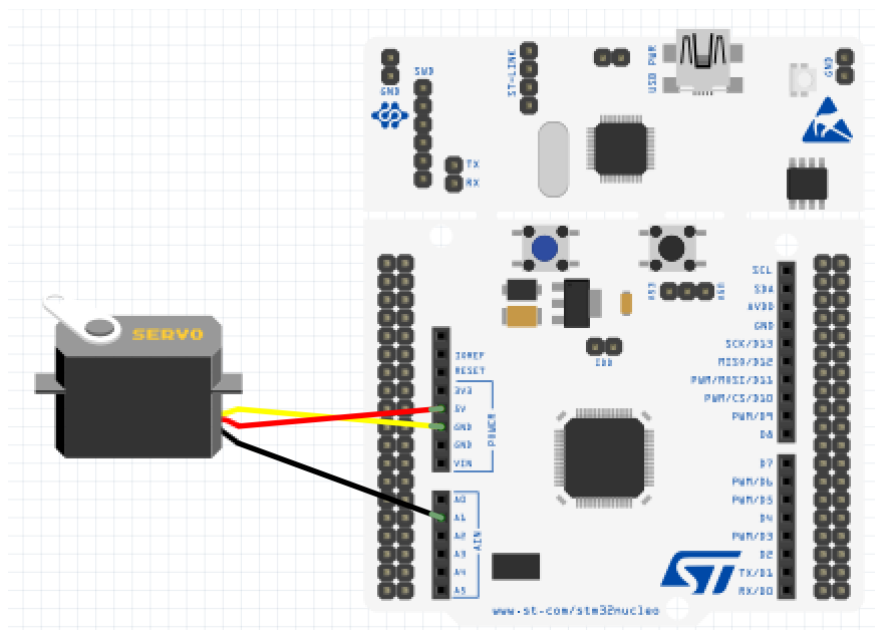 GND
SWD
TX
RX
ST-LINK
USB PWR
GND
SERVO
IOREF
RESET
3V3
5V
GND
GND
VIN
POWER
A0
A1
A2
A3
A4
A5
AIN
IDD
SCL
SDA
AVDD
GND
SCK/D13
MISO/D12
PWM/MOSI/D11
PWM/CS/D10
PWM/D9
D8
D7
PWM/D6
PWM/D5
D4
PWM/D3
D2
TX/D1
RX/D0
ST
www.st.com/stm32nucleo